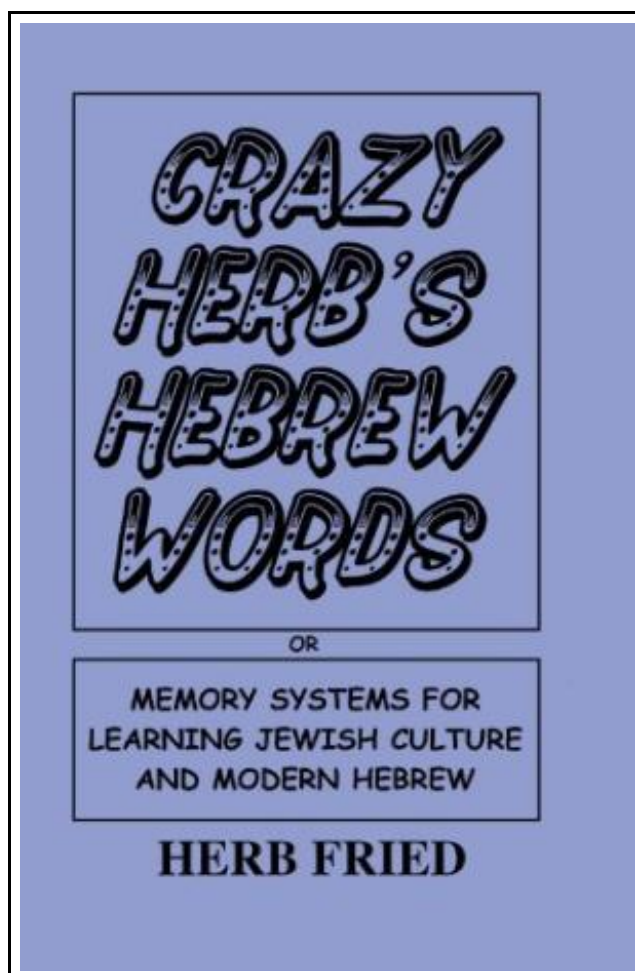 CRAZY
HERB'S
HEBREW
WORDS
OR
MEMORY SYSTEMS FOR
LEARNING JEWISH CULTURE
AND MODERN HEBREW
HERB FRIED